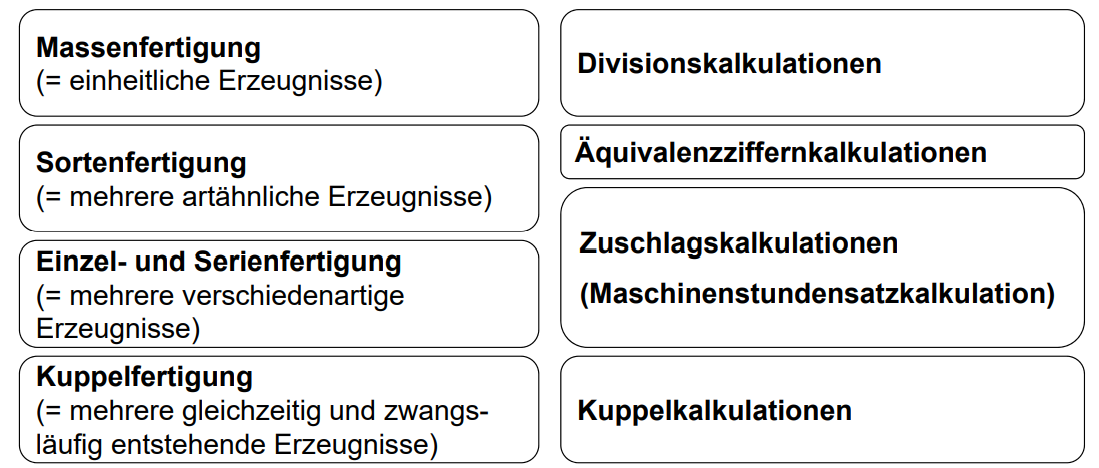 Massenfertigung
(= einheitliche Erzeugnisse)
Divisionskalkulationen
Sortenfertigung
(= mehrere artähnliche Erzeugnisse)
Äquivalenzziffernkalkulationen
Einzel- und Serienfertigung
(= mehrere verschiedenartige
Erzeugnisse)
Zuschlagskalkulationen
(Maschinenstundensatzkalkulation)
Kuppelfertigung
(= mehrere gleichzeitig und zwangs-
läufig entstehende Erzeugnisse)
Kuppelkalkulationen